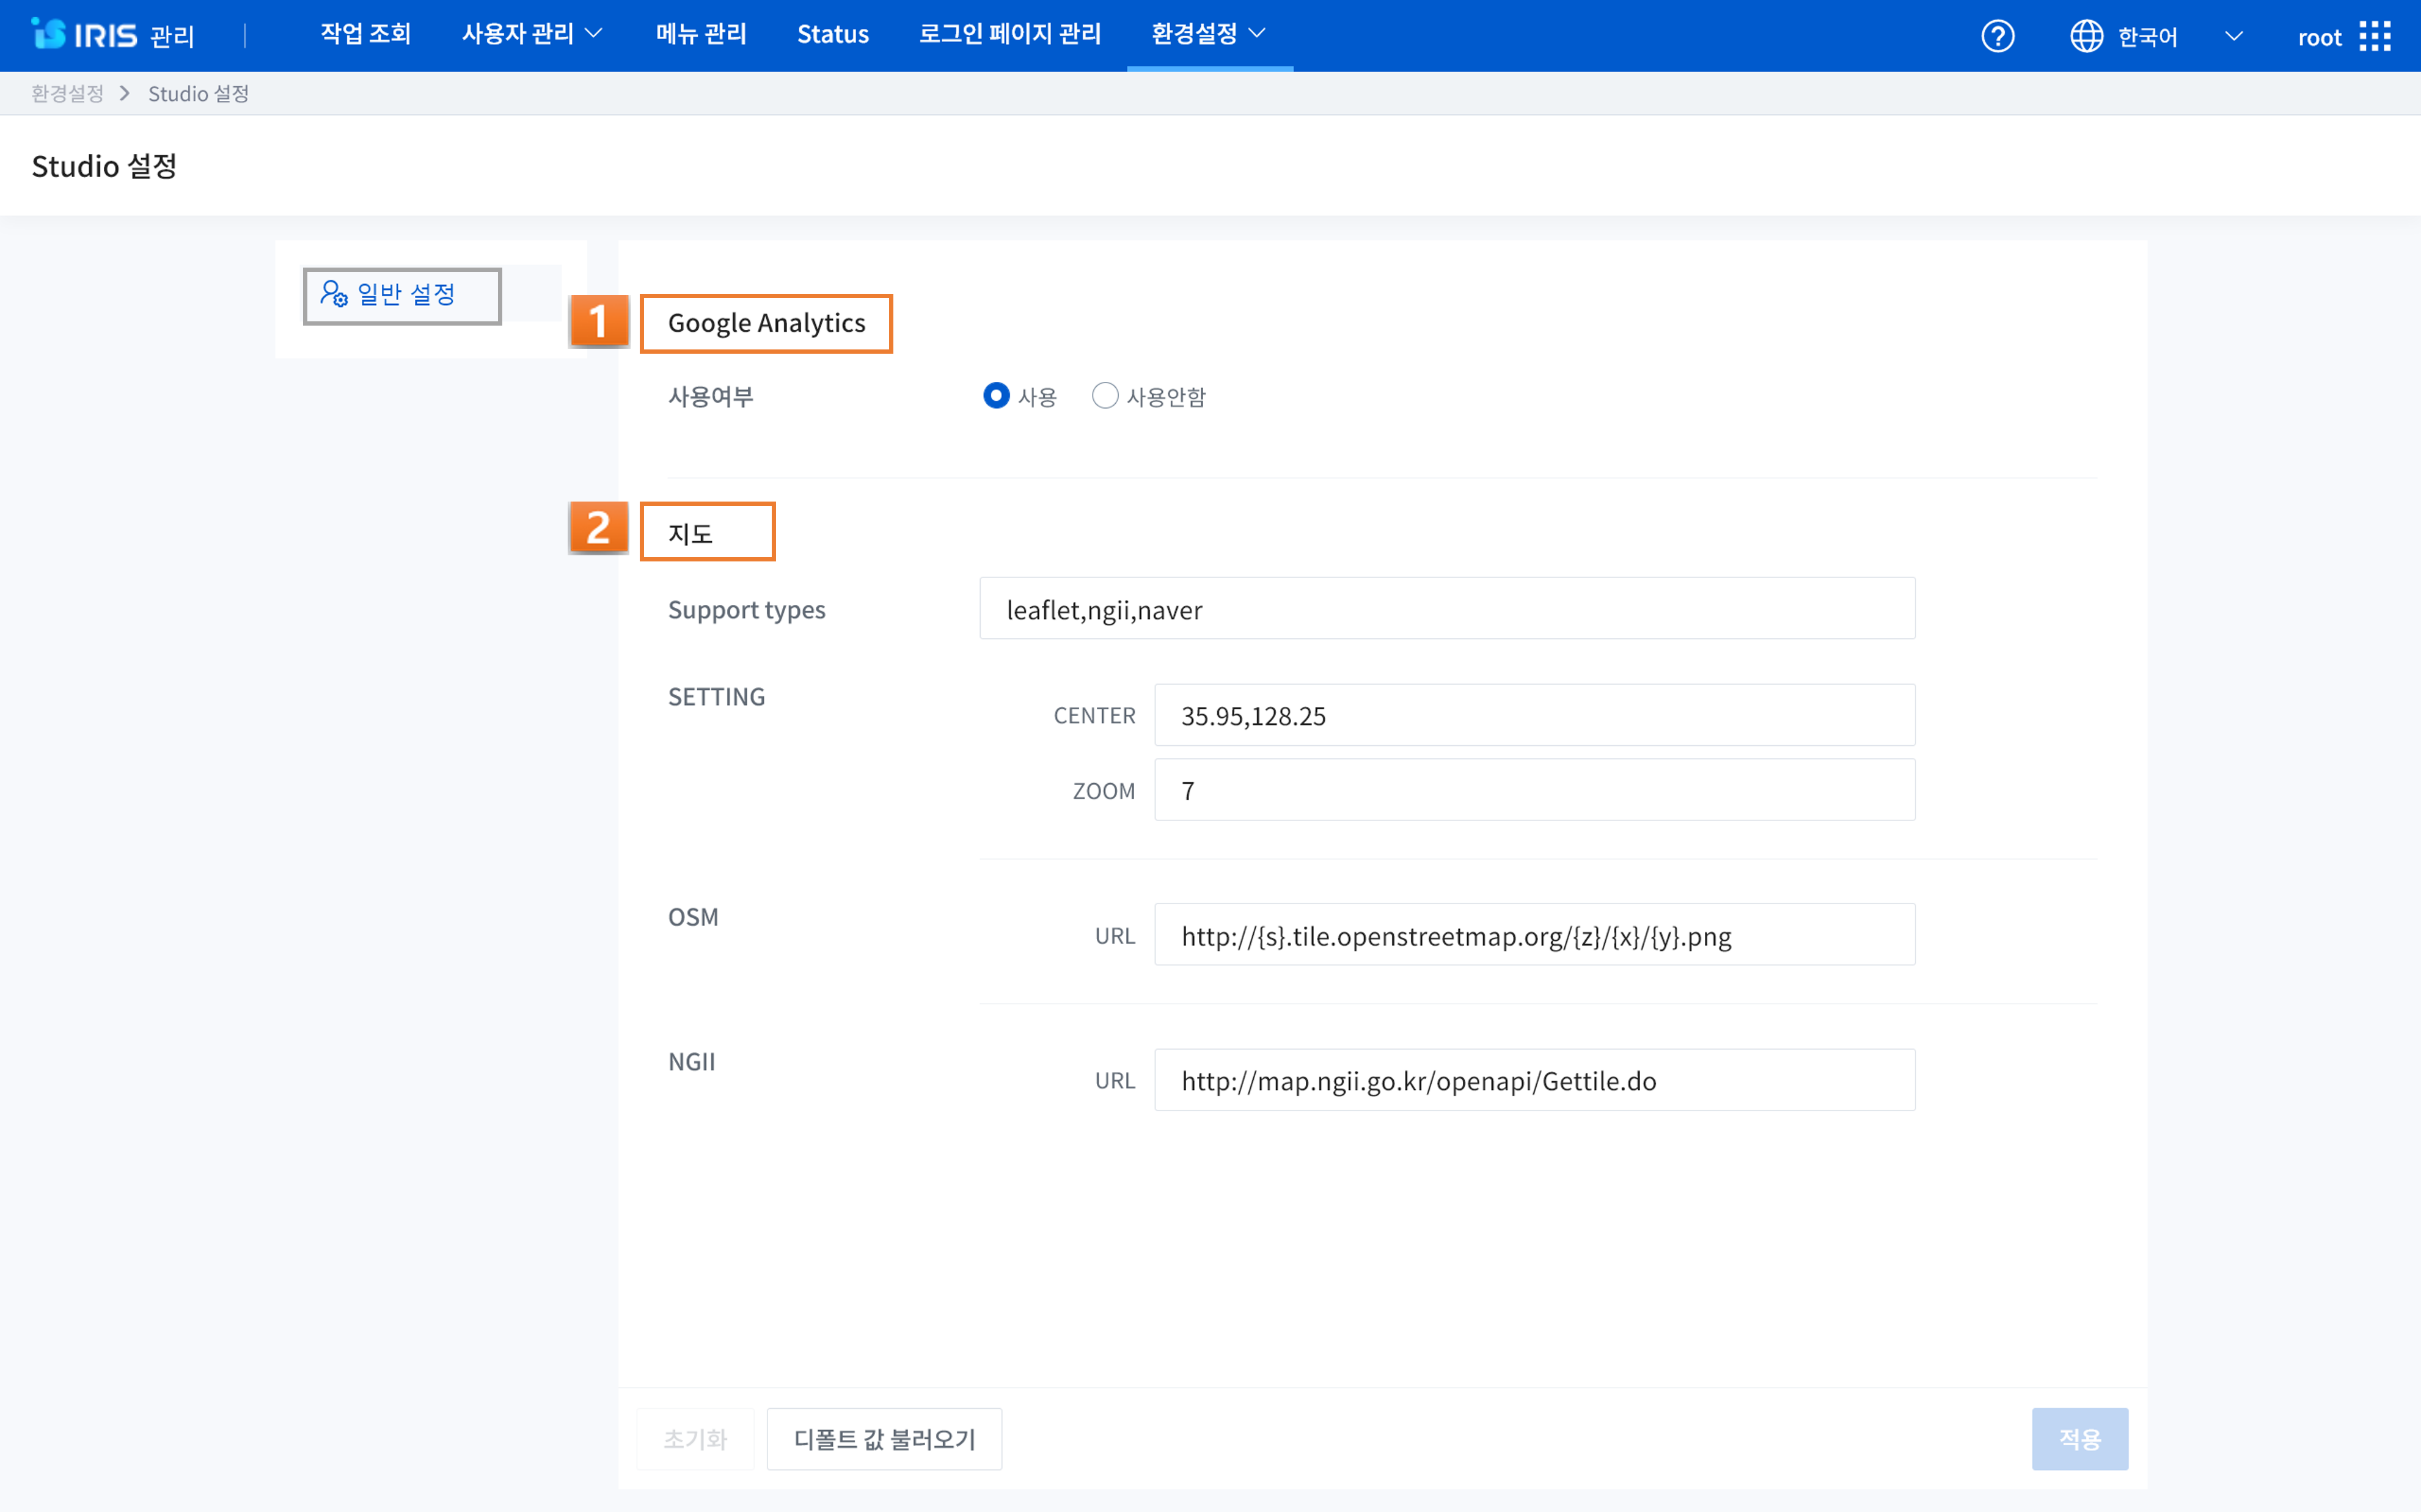 IRIS 관리 작업 조회 사용자 관리 메뉴 관리 Status 로그인 페이지 관리 환경설정 한국어 root
환경설정 > Studio 설정
Studio 설정
일반 설정
1 Google Analytics
사용여부 사용 사용안함
2 지도
Support types leaflet,ngii,naver
SETTING
CENTER 35.95,128.25
ZOOM 7
OSM
URL http://{s}.tile.openstreetmap.org/{z}/{x}/{y}.png
NGII
URL http://map.ngii.go.kr/openapi/Gettile.do
초기화 디폴트 값 불러오기 적용